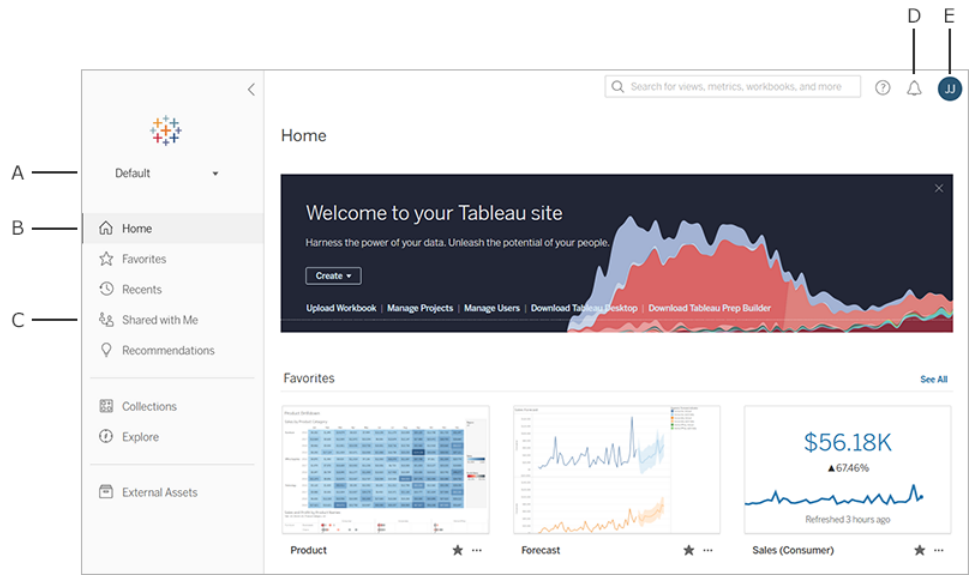 D E
Search for views, metrics, workbooks, and more
JJ
Home
A
Default
Welcome to your Tableau site
B
Home
Harness the power of your data. Unleash the potential of your people.
Favorites
Create
Recents
C
Shared with Me
Upload Workbook | Manage Projects | Manage Users | Download Tableau Desktop | Download Tableau Prep Builder
Recommendations
Favorites
See All
Collections
Explore
External Assets
$56.18K
▲67.46%
Refreshed 3 hours ago
Product
Forecast
Sales (Consumer)